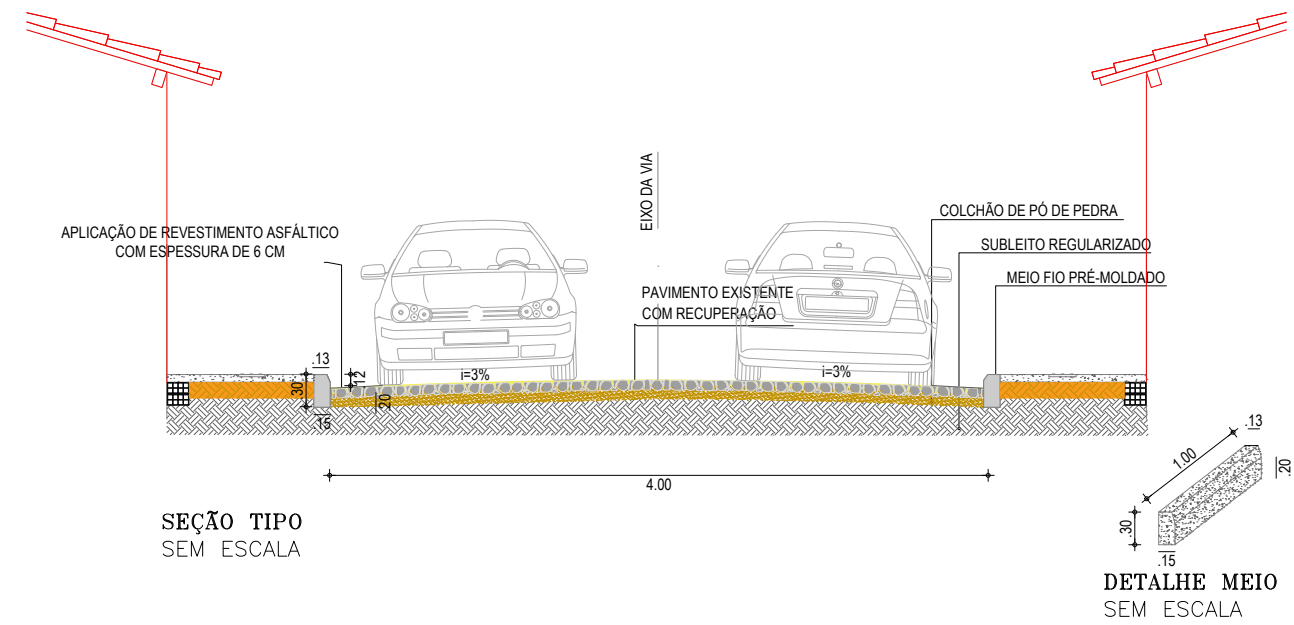 EIXO DA VIA
APLICAÇÃO DE REVESTIMENTO ASFÁLTICO
COM ESPESSURA DE 6 CM
COLCHÃO DE PÓ DE PEDRA
SUBLEITO REGULARIZADO
MEIO FIO PRÉ-MOLDADO
PAVIMENTO EXISTENTE
COM RECUPERAÇÃO
.13
.30
12
i=3%
i=3%
.20
.15
4.00
SEÇÃO TIPO
SEM ESCALA
1.00
.13
.20
.30
.15
DETALHE MEIO
SEM ESCALA